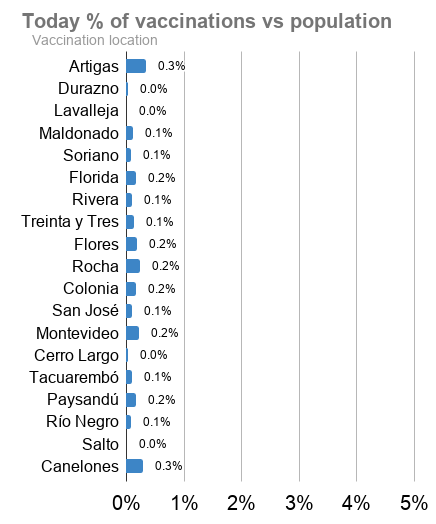 Today % of vaccinations vs population
Vaccination location
Artigas 0.3%
Durazno 0.0%
Lavalleja 0.0%
Maldonado 0.1%
Soriano 0.1%
Florida 0.2%
Rivera 0.1%
Treinta y Tres 0.1%
Flores 0.2%
Rocha 0.2%
Colonia 0.2%
San José 0.1%
Montevideo 0.2%
Cerro Largo 0.0%
Tacuarembó 0.1%
Paysandú 0.2%
Río Negro 0.1%
Salto 0.0%
Canelones 0.3%
0% 1% 2% 3% 4% 5%